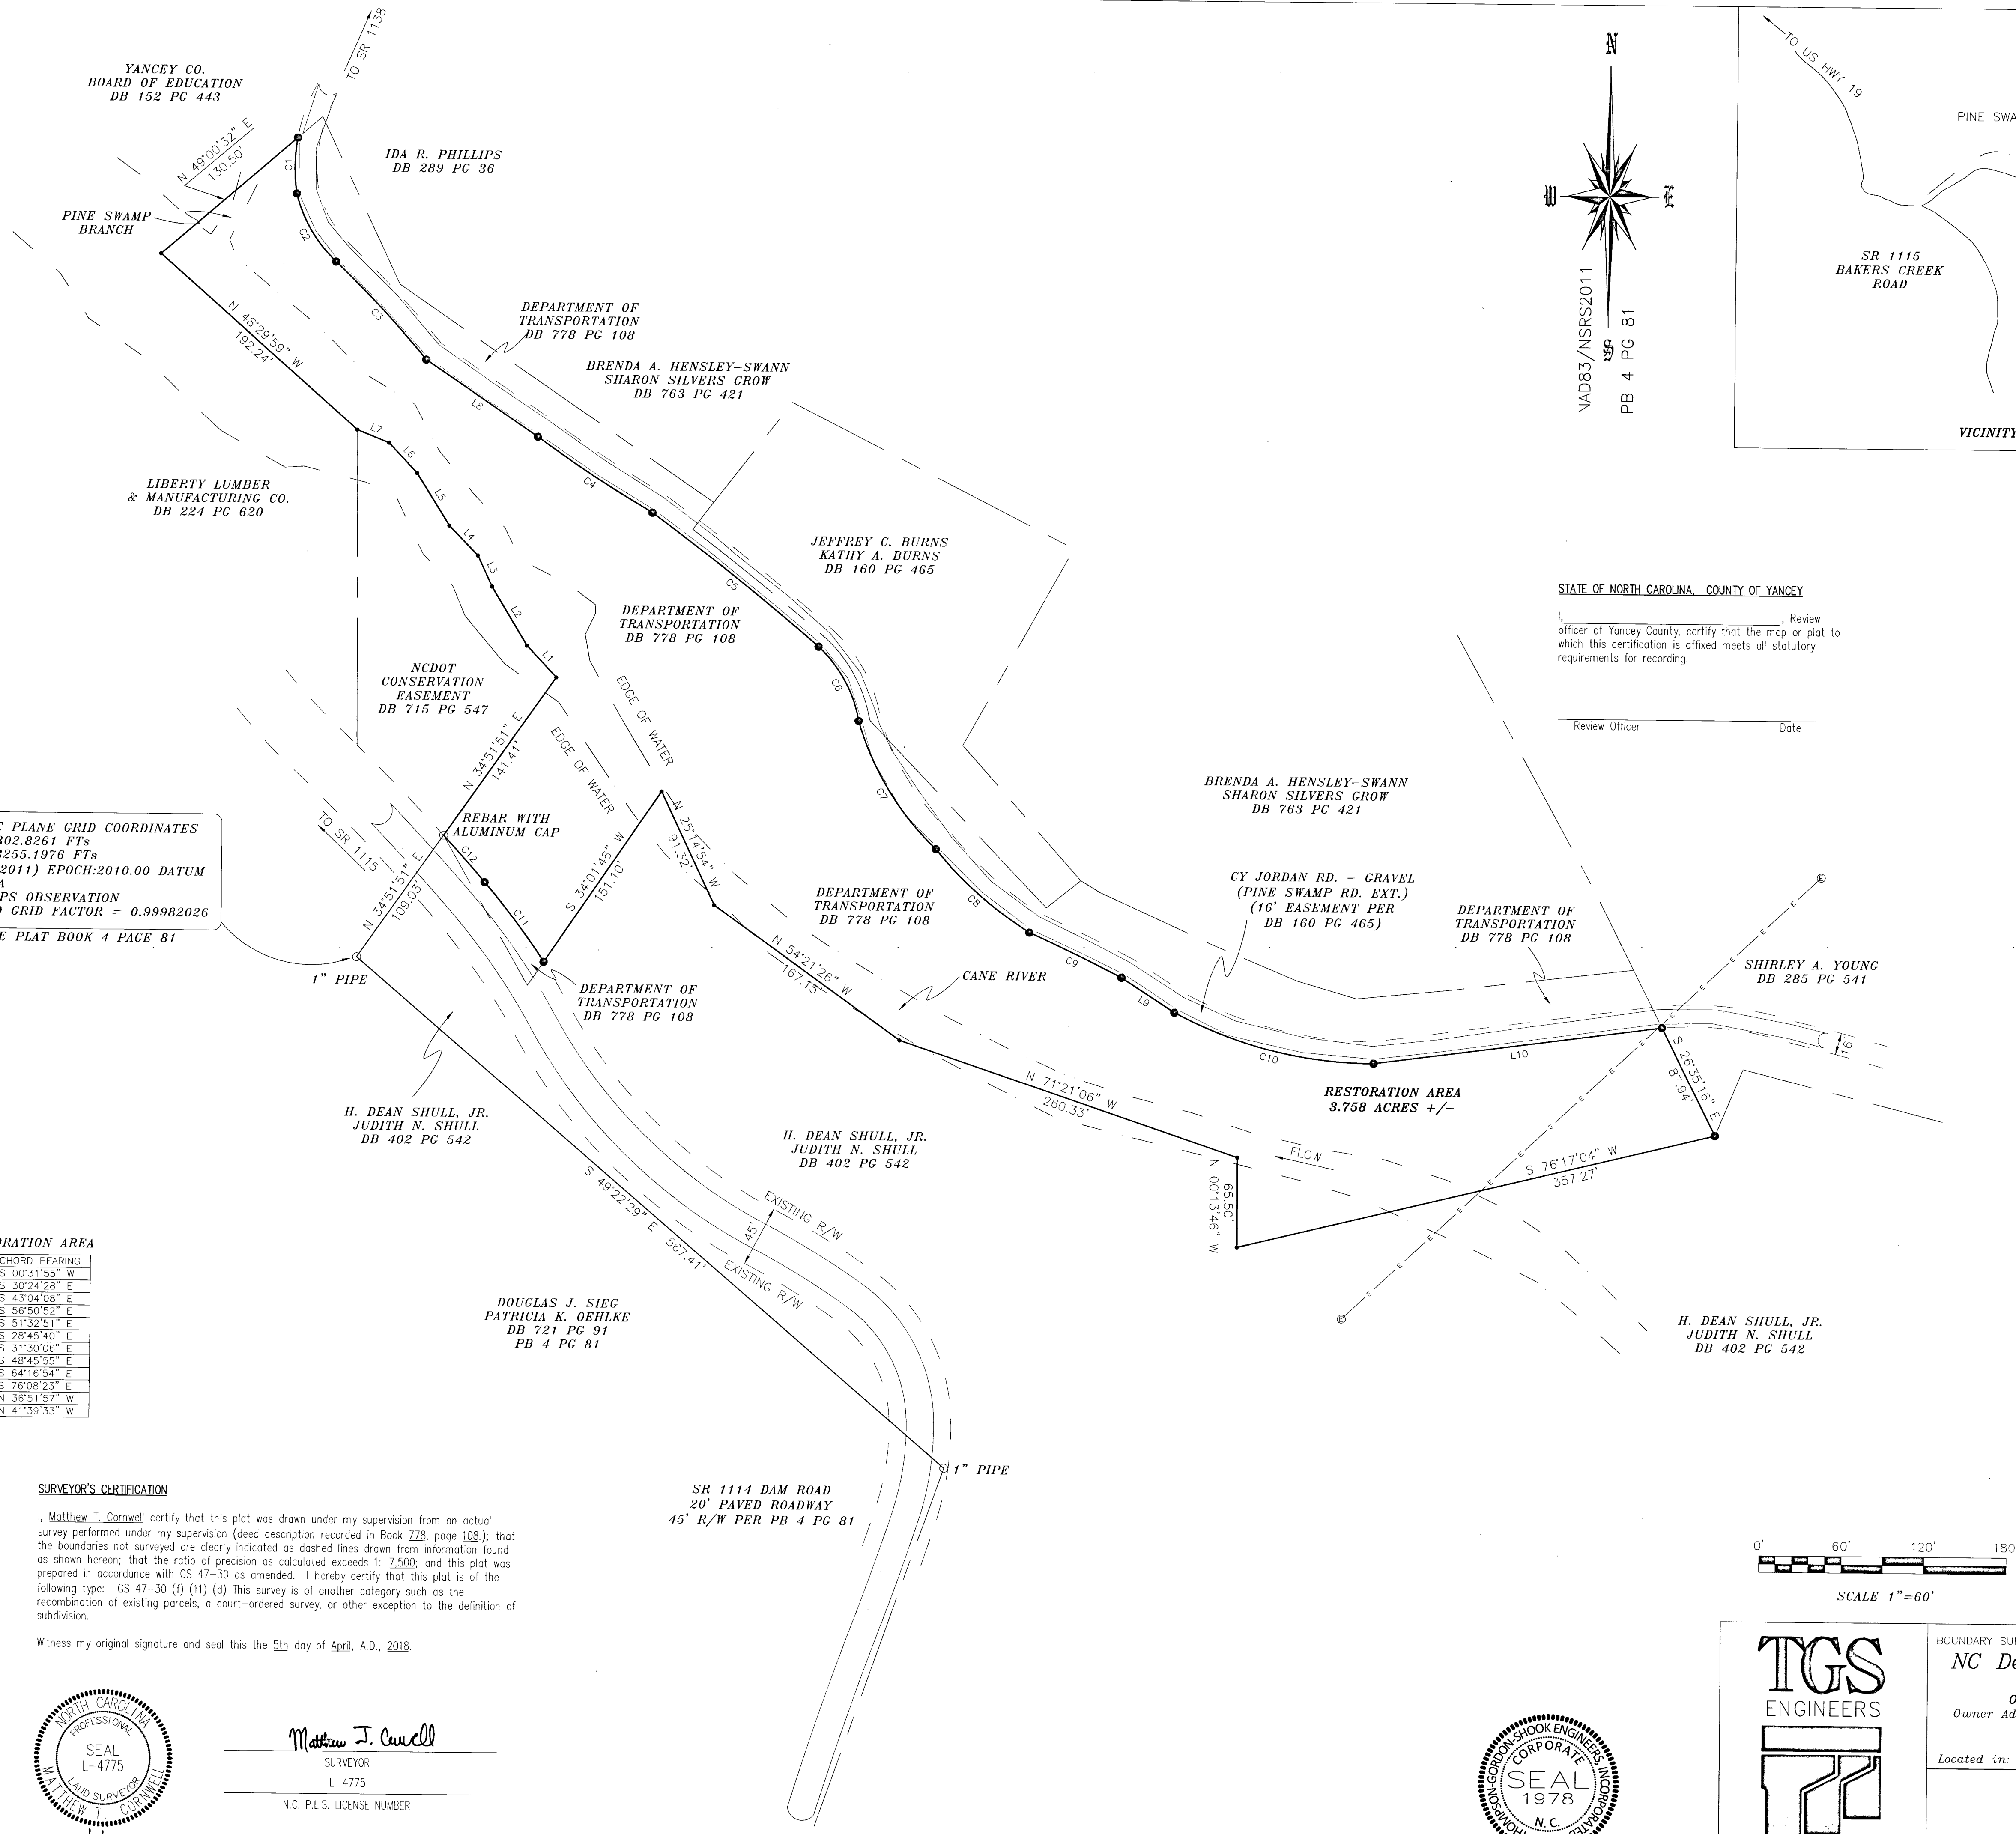 TO SR 1138
YANCEY CO.
BOARD OF EDUCATION
DB 152 PG 443
N 49°00'32" E
130.50'
IDA R. PHILLIPS
DB 289 PG 36
C1
PINE SWAMP
BRANCH
C2
N 48°29'59" W
192.24'
C3
DEPARTMENT OF
TRANSPORTATION
DB 778 PG 108
BRENDA A. HENSLEY-SWANN
SHARON SILVERS GROW
DB 763 PG 421
L8
L7
L6
C4
L5
L4
L3
L2
L1
LIBERTY LUMBER
& MANUFACTURING CO.
DB 224 PG 620
JEFFREY C. BURNS
KATHY A. BURNS
DB 160 PG 465
C5
DEPARTMENT OF
TRANSPORTATION
DB 778 PG 108
C6
NCDOT
CONSERVATION
EASEMENT
DB 715 PG 547
EDGE OF WATER
EDGE OF WATER
N 34°51'51" E
141.41'
N
W
E
S
NAD83/NSRS2011
PB 4 PG 81
TO US HWY 19
PINE SWA
SR 1115
BAKERS CREEK
ROAD
VICINITY
STATE OF NORTH CAROLINA, COUNTY OF YANCEY
I, , Review
officer of Yancey County, certify that the map or plat to
which this certification is affixed meets all statutory
requirements for recording.
Review Officer Date
E PLANE GRID COORDINATES
802.8261 FTs
8255.1976 FTs
2011) EPOCH:2010.00 DATUM
A
PS OBSERVATION
D GRID FACTOR = 0.99982026
E PLAT BOOK 4 PAGE 81
TO SR 1115
REBAR WITH
ALUMINUM CAP
C12
N 34°51'51" E
109.03'
C11
S 34°01'48" W
151.10'
N 25°14'54" W
91.32'
1" PIPE
DEPARTMENT OF
TRANSPORTATION
DB 778 PG 108
C7
C8
DEPARTMENT OF
TRANSPORTATION
DB 778 PG 108
N 54°21'26" W
167.15'
CANE RIVER
C9
L9
BRENDA A. HENSLEY-SWANN
SHARON SILVERS GROW
DB 763 PG 421
CY JORDAN RD. - GRAVEL
(PINE SWAMP RD. EXT.)
(16' EASEMENT PER
DB 160 PG 465)
DEPARTMENT OF
TRANSPORTATION
DB 778 PG 108
E
E
E
E
E
E
E
E
SHIRLEY A. YOUNG
DB 285 PG 541
C10
L10
16'
S 26°35'16" E
87.94'
RESTORATION AREA
3.758 ACRES +/-
N 71°21'06" W
260.33'
FLOW
S 76°17'04" W
357.27'
N 00°13'46" W
65.50'
H. DEAN SHULL, JR.
JUDITH N. SHULL
DB 402 PG 542
H. DEAN SHULL, JR.
JUDITH N. SHULL
DB 402 PG 542
S 49°22'29" E 567.41'
EXISTING R/W
45'
EXISTING R/W
DOUGLAS J. SIEG
PATRICIA K. OEHLKE
DB 721 PG 91
PB 4 PG 81
H. DEAN SHULL, JR.
JUDITH N. SHULL
DB 402 PG 542
1" PIPE
SR 1114 DAM ROAD
20' PAVED ROADWAY
45' R/W PER PB 4 PG 81
ORATION AREA
CHORD BEARING
S 00°31'55" W
S 30°24'28" E
S 43°04'08" E
S 56°50'52" E
S 51°32'51" E
S 28°45'40" E
S 31°30'06" E
S 48°45'55" E
S 64°16'54" E
S 76°08'23" E
N 36°51'57" W
N 41°39'33" W
SURVEYOR'S CERTIFICATION
I, Matthew T. Cornwell certify that this plat was drawn under my supervision from an actual
survey performed under my supervision (deed description recorded in Book 778, page 108.); that
the boundaries not surveyed are clearly indicated as dashed lines drawn from information found
as shown hereon; that the ratio of precision as calculated exceeds 1: 7,500; and this plat was
prepared in accordance with GS 47-30 as amended. I hereby certify that this plat is of the
following type: GS 47-30 (f) (11) (d) This survey is of another category such as the
recombination of existing parcels, a court-ordered survey, or other exception to the definition of
subdivision.
Witness my original signature and seal this the 5th day of April, A.D., 2018.
NORTH CAROLINA
PROFESSIONAL
SEAL
L-4775
LAND SURVEYOR
MATTHEW T. CORNWELL
SURVEYOR
L-4775
N.C. P.L.S. LICENSE NUMBER
THOMPSON-GORDON-SHOOK ENGINEERS, INCORPORATED
CORPORATE
SEAL
1978
N.C.
0' 60' 120' 180
SCALE 1"=60'
TGS
ENGINEERS
BOUNDARY SU
NC De
O
Owner Ad
Located in: